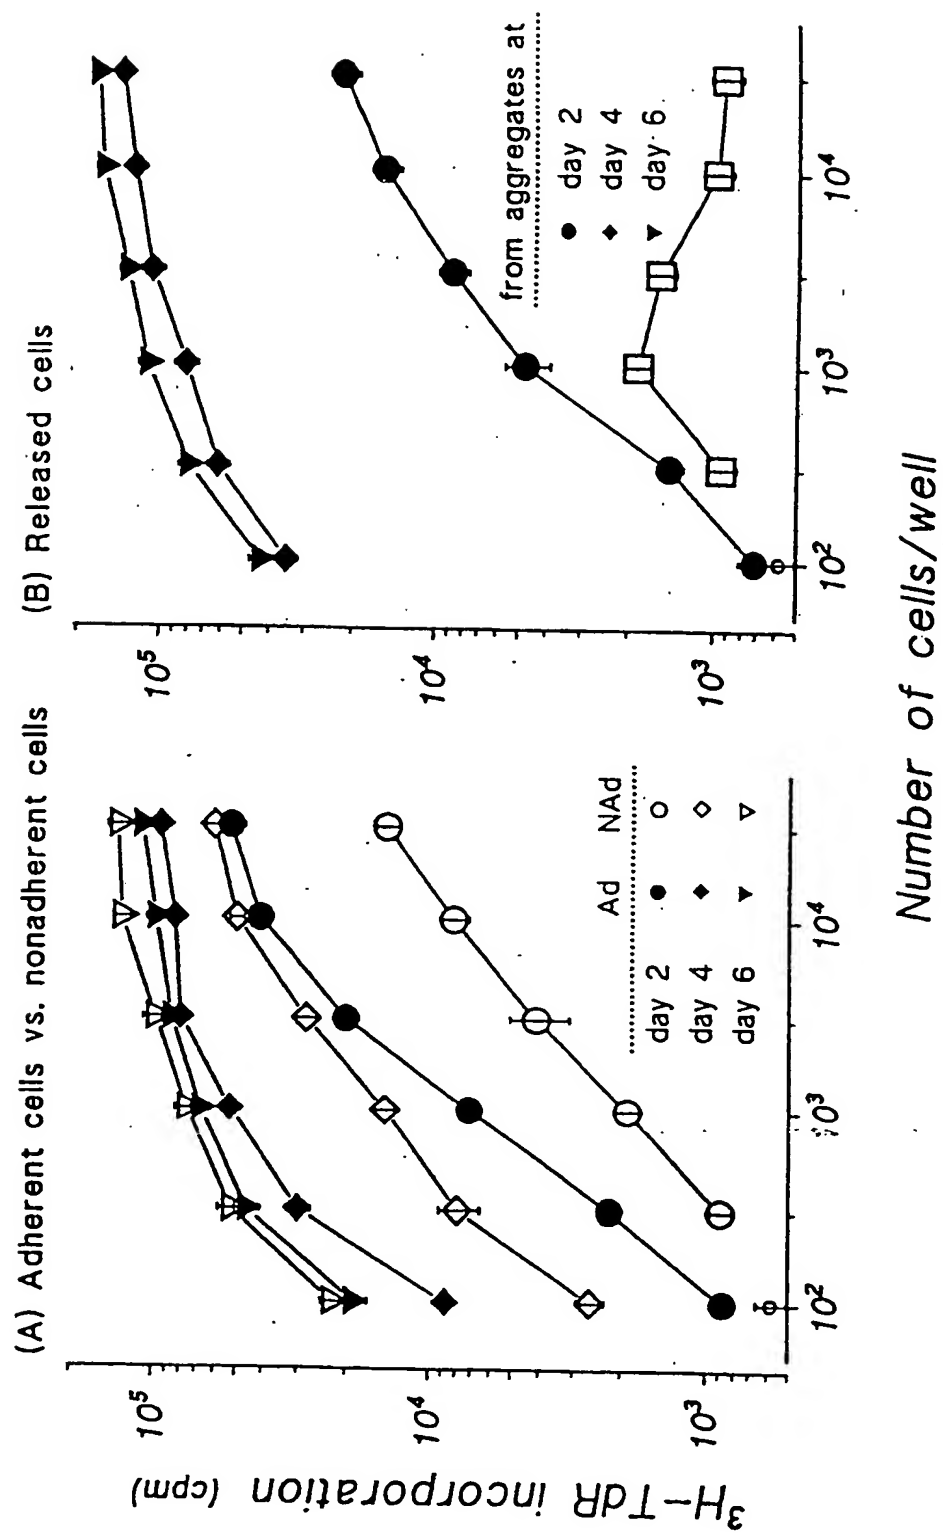 (A) Adherent cells vs. nonadherent cells
10⁵
10⁴
10³
³H-TdR incorporation (cpm)
Ad NAd
day 2
day 4
day 6
10² 10³ 10⁴
(B) Released cells
10⁵
10⁴
10³
from aggregates at
day 2
day 4
day 6
10² 10³ 10⁴
Number of cells/well